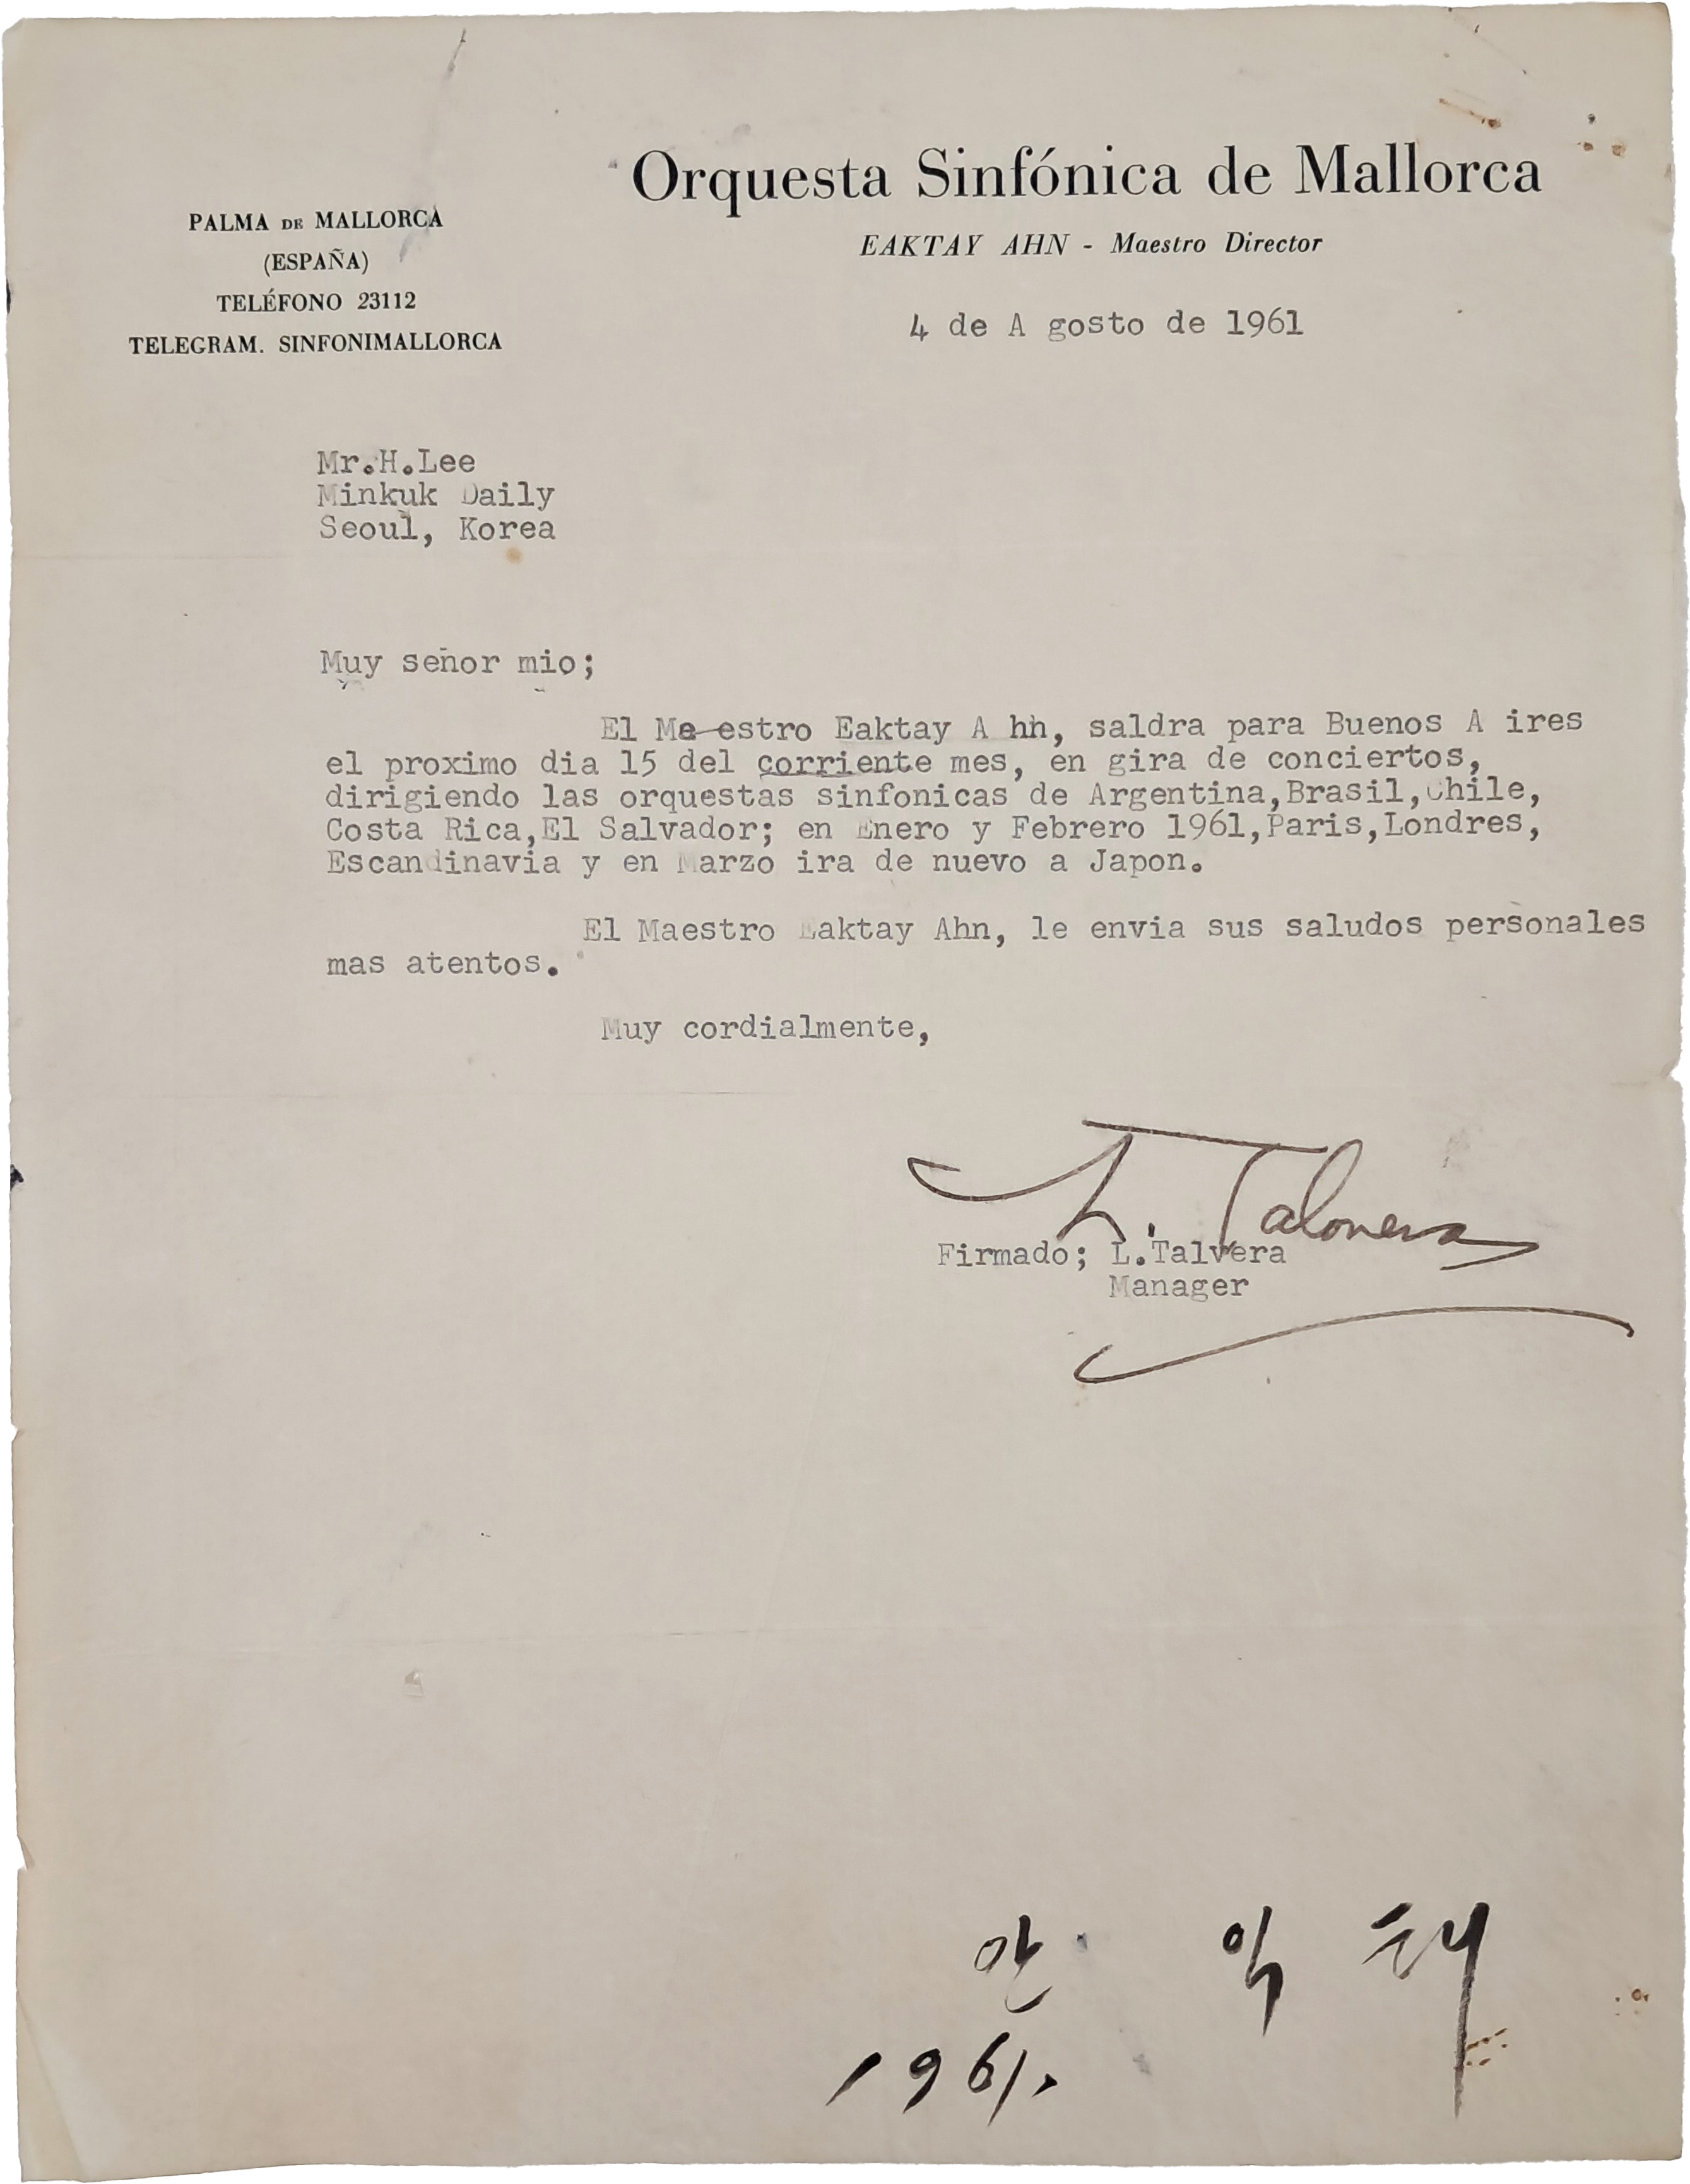 Orquesta Sinfónica de Mallorca
EAKTAY AHN - Maestro Director
PALMA DE MALLORCA
(ESPAÑA)
TELÉFONO 23112
TELEGRAM. SINFONIMALLORCA
4 de A gosto de 1961
Mr.H.Lee
Minkuk Daily
Seoul, Korea
Muy señor mio;
El Ma estro Eaktay A hn, saldra para Buenos A ires
el proximo dia 15 del corriente mes, en gira de conciertos,
dirigiendo las orquestas sinfonicas de Argentina,Brasil,Chile,
Costa Rica,El Salvador; en Enero y Febrero 1961,Paris,Londres,
Escandinavia y en Marzo ira de nuevo a Japon.
El Maestro Eaktay Ahn, le envia sus saludos personales
mas atentos.
Muy cordialmente,
L. Talavera
Firmado; L.Talvera
Manager
안 익 태
1961.